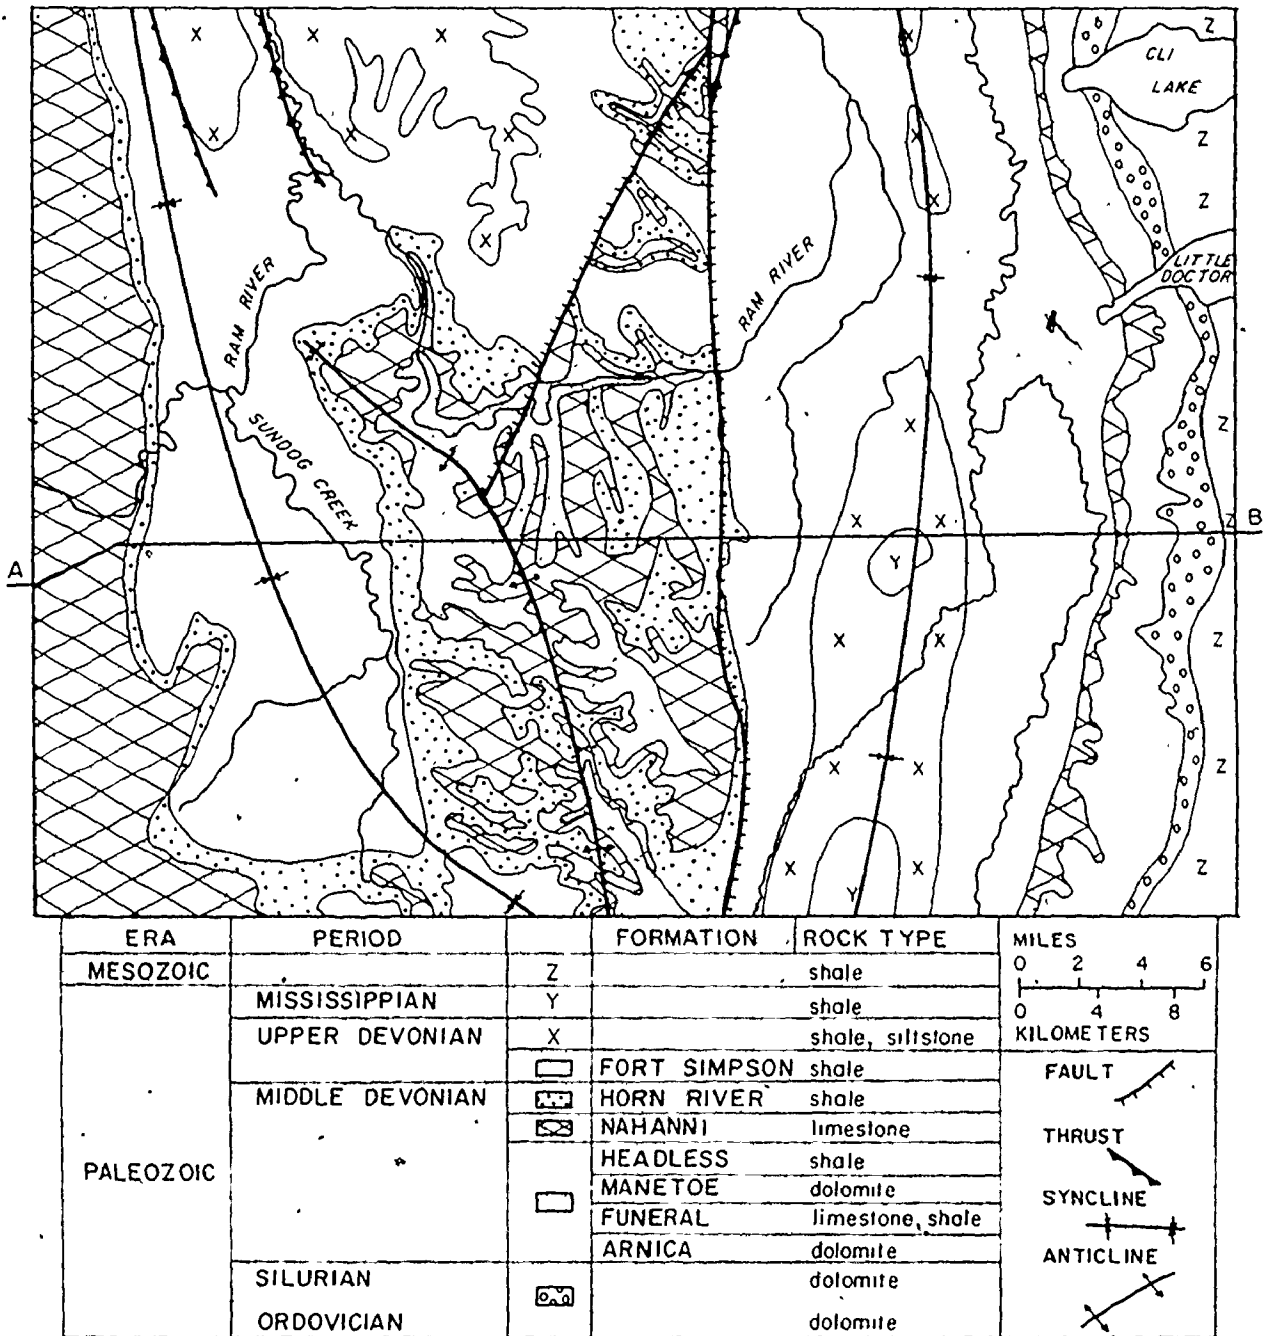 X X X X Z
CLI
LAKE
X X X X Z
X Z
X
RAM RIVER
RAM RIVER
LITTLE
DOCTOR
SUNDOG CREEK
X Z
X X Z B
A
Y
X X Z
X X Z
X X Z
Y
ERA PERIOD FORMATION ROCK TYPE MILES
0 2 4 6
MESOZOIC Z shale
MISSISSIPPIAN Y shale
0 4 8
UPPER DEVONIAN X shale, siltstone KILOMETERS
FORT SIMPSON shale FAULT
MIDDLE DEVONIAN HORN RIVER shale
NAHANNI limestone THRUST
PALEOZOIC HEADLESS shale
MANETOE dolomite SYNCLINE
FUNERAL limestone, shale
ARNICA dolomite ANTICLINE
SILURIAN dolomite
ORDOVICIAN dolomite